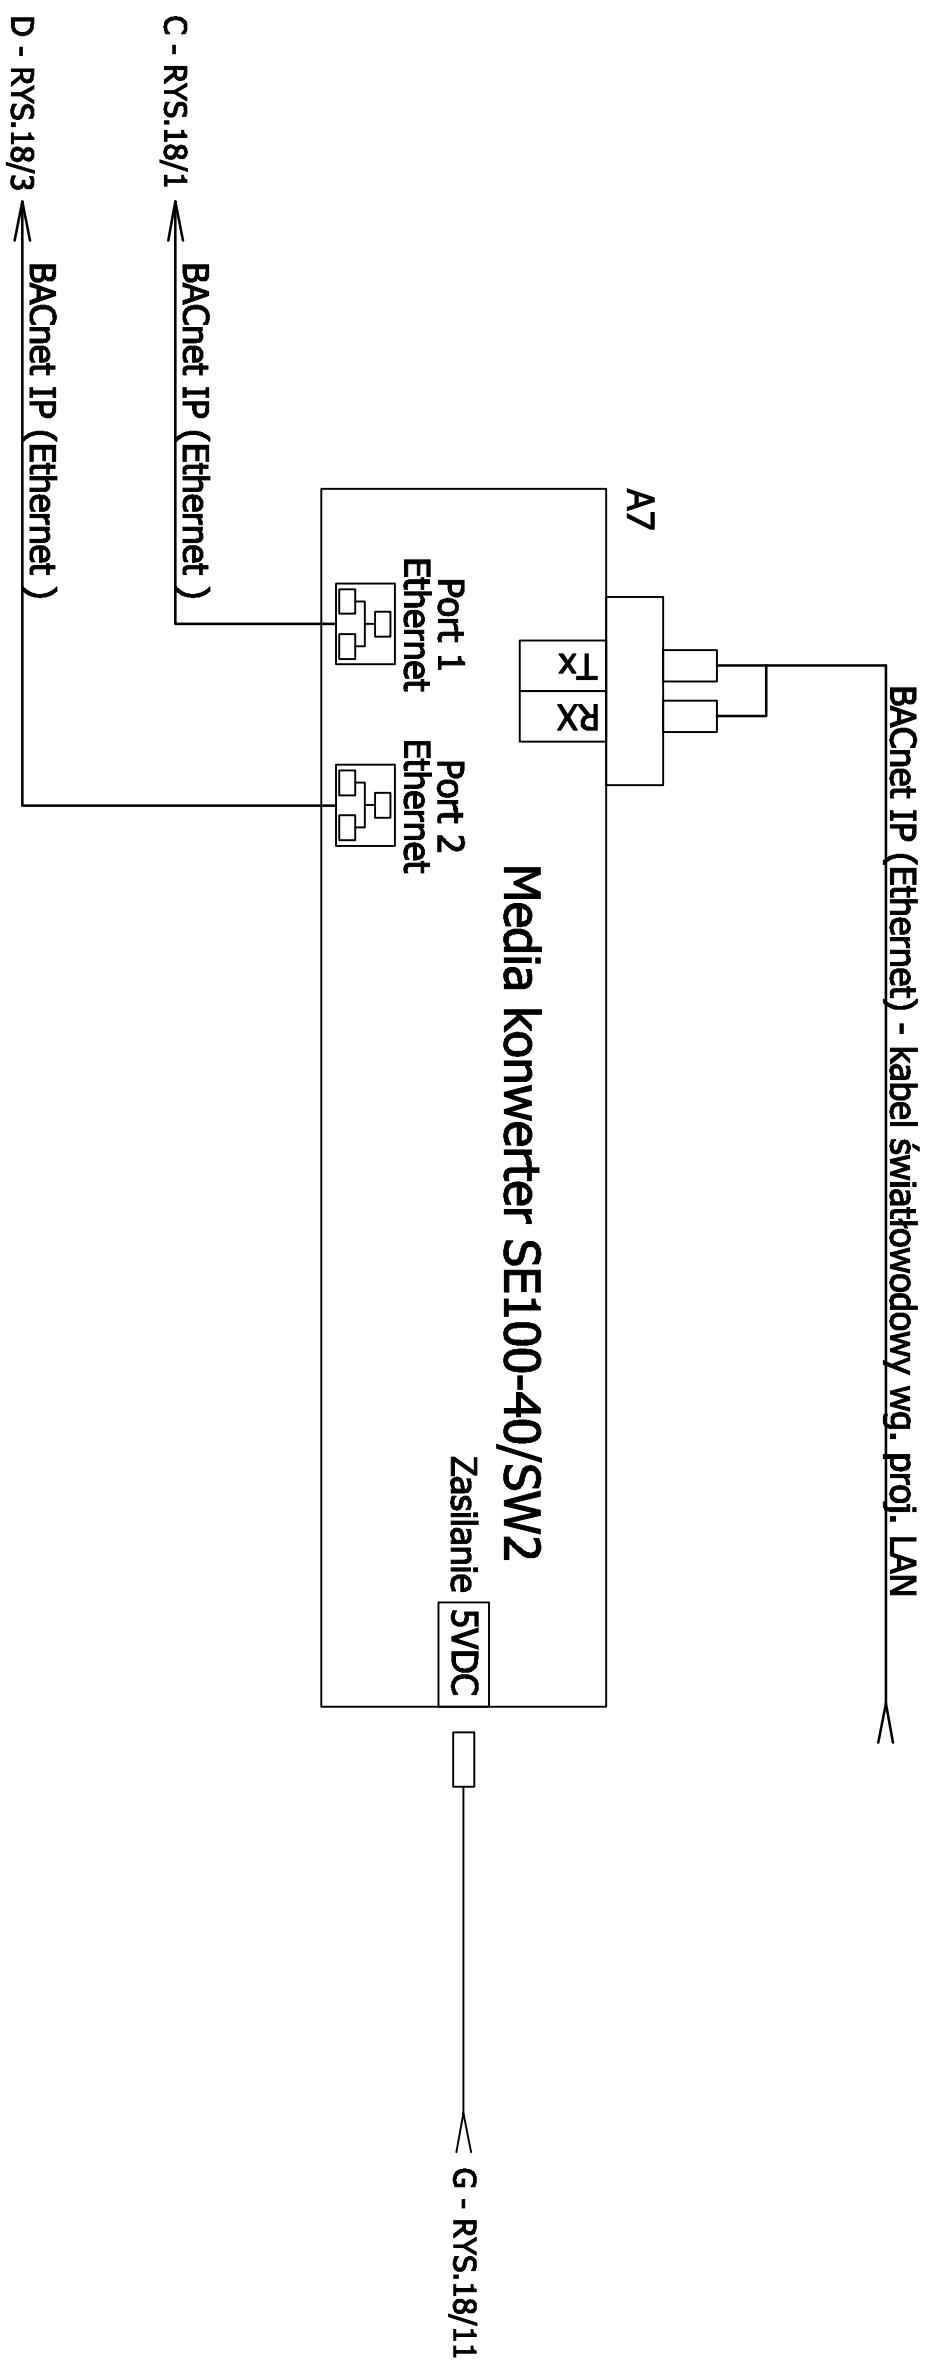 BACnet IP (Ethernet) - kabel światłowodowy wg. proj. LAN
A7
Tx
RX
Media konwerter SE100-40/SW2
Port 1
Ethernet
Port 2
Ethernet
Zasilanie
5VDC
G - RYS.18/11
C - RYS.18/1
BACnet IP (Ethernet )
D - RYS.18/3
BACnet IP (Ethernet )